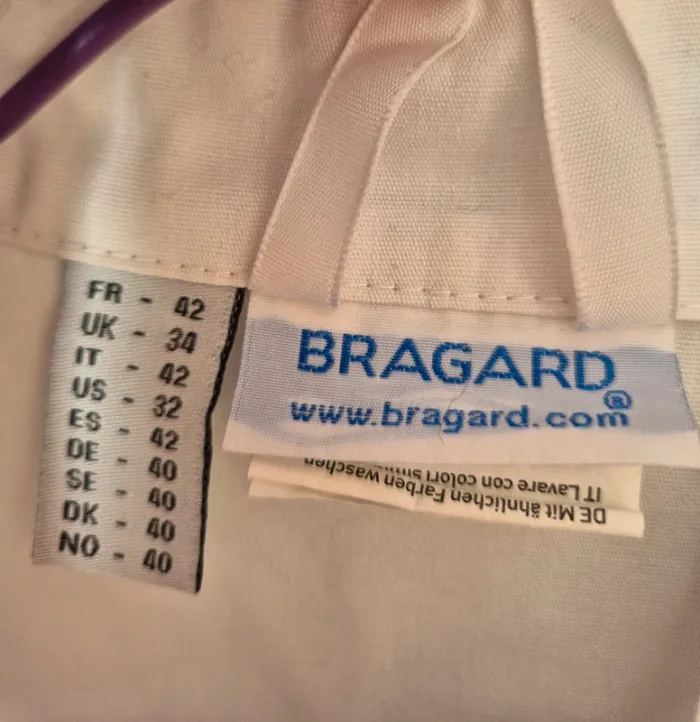 FR - 42
UK - 34
IT - 42
US - 32
ES - 42
DE - 40
SE - 40
DK - 40
NO - 40
BRAGARD®
www.bragard.com
DE Mit ähnlichen Farben waschen
IT Lavare con colori